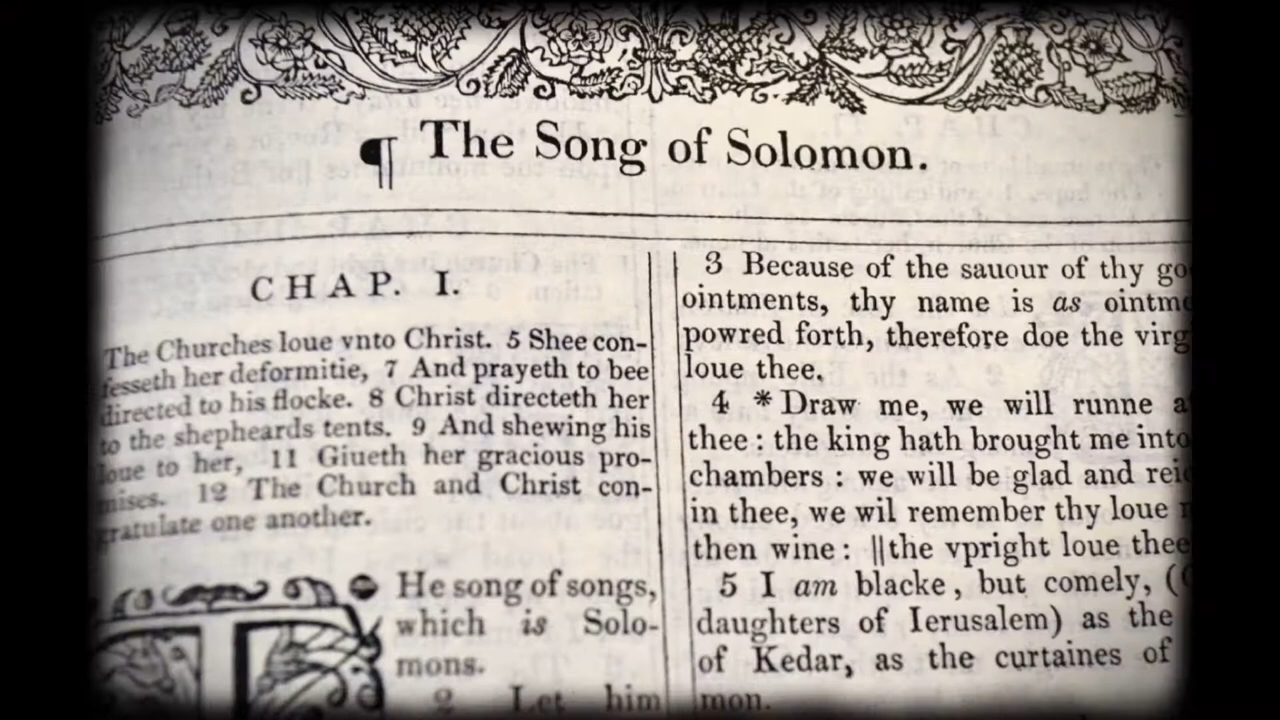 ¶ The Song of Solomon.
CHAP. I.
The Churches loue vnto Christ. 5 Shee con-
fesseth her deformitie, 7 And prayeth to bee
directed to his flocke. 8 Christ directeth her
to the shepheards tents. 9 And shewing his
loue to her, 11 Giueth her gracious pro-
mises. 12 The Church and Christ con-
gratulate one another.
THe song of songs,
which is Solo-
mons.
2 Let him
3 Because of the sauour of thy go
ointments, thy name is as ointme
powred forth, therefore doe the virg
loue thee.
4 * Draw me, we will runne a
thee : the king hath brought me into
chambers : we will be glad and reio
in thee, we wil remember thy loue
then wine : ‖the vpright loue thee
5 I am blacke, but comely, (
daughters of Ierusalem) as the
of Kedar, as the curtaines of
mon.